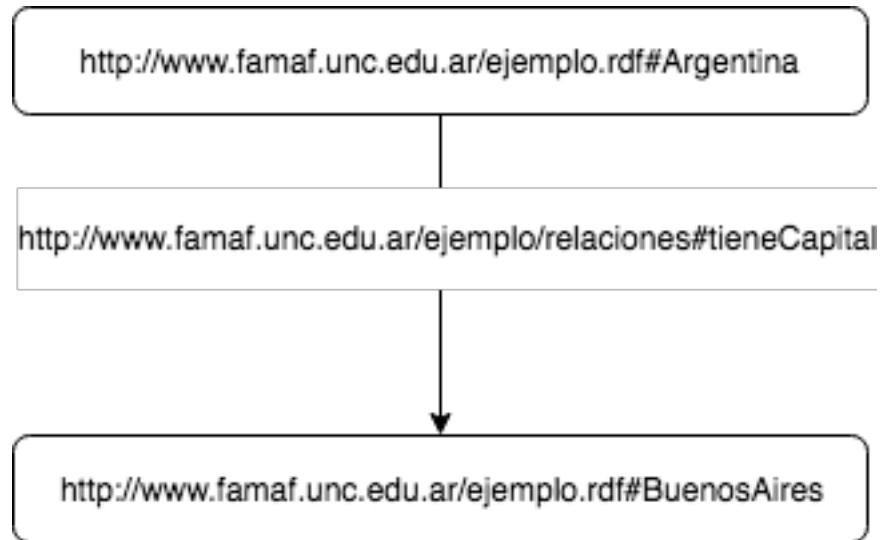 http://www.famaf.unc.edu.ar/ejemplo.rdf#Argentina
http://www.famaf.unc.edu.ar/ejemplo/relaciones#tieneCapital
http://www.famaf.unc.edu.ar/ejemplo.rdf#BuenosAires